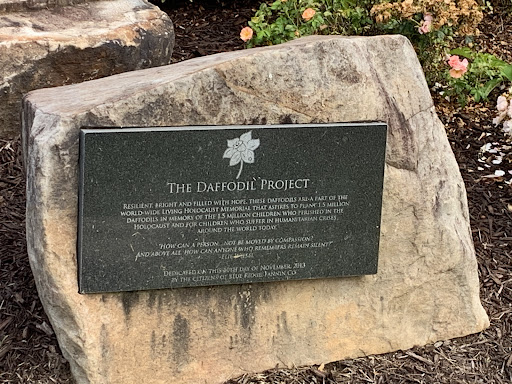 THE DAFFODIL PROJECT
RESILIENT, BRIGHT AND FILLED WITH HOPE, THESE DAFFODILS ARE A PART OF THE
WORLD-WIDE LIVING HOLOCAUST MEMORIAL THAT ASPIRES TO PLANT 1.5 MILLION
DAFFODILS IN MEMORY OF THE 1.5 MILLION CHILDREN WHO PERISHED IN THE
HOLOCAUST AND FOR CHILDREN WHO SUFFER IN HUMANITARIAN CRISES
AROUND THE WORLD TODAY.
"HOW CAN A PERSON...NOT BE MOVED BY COMPASSION?
AND ABOVE ALL, HOW CAN ANYONE WHO REMEMBERS REMAIN SILENT?"
DEDICATED ON THIS DAY OF NOVEMBER, 2013
BY THE CITIZENS OF BLUE RIDGE/ FANNIN CO.